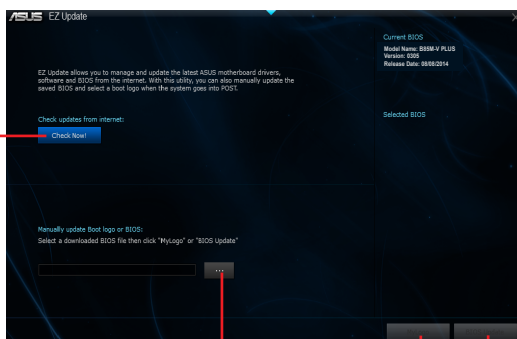 ASUS EZ Update
Current BIOS
Model Name: B85M-V PLUS
Version: 0305
Release Date: 08/08/2014
EZ Update allows you to manage and update the latest ASUS motherboard drivers,
software and BIOS from the internet. With this utility, you can also manually update the
saved BIOS and select a boot logo when the system goes into POST.
Check updates from internet:
Selected BIOS
Check Now!
Manually update Boot logo or BIOS:
Select a downloaded BIOS file then click "MyLogo" or "BIOS Update"
...